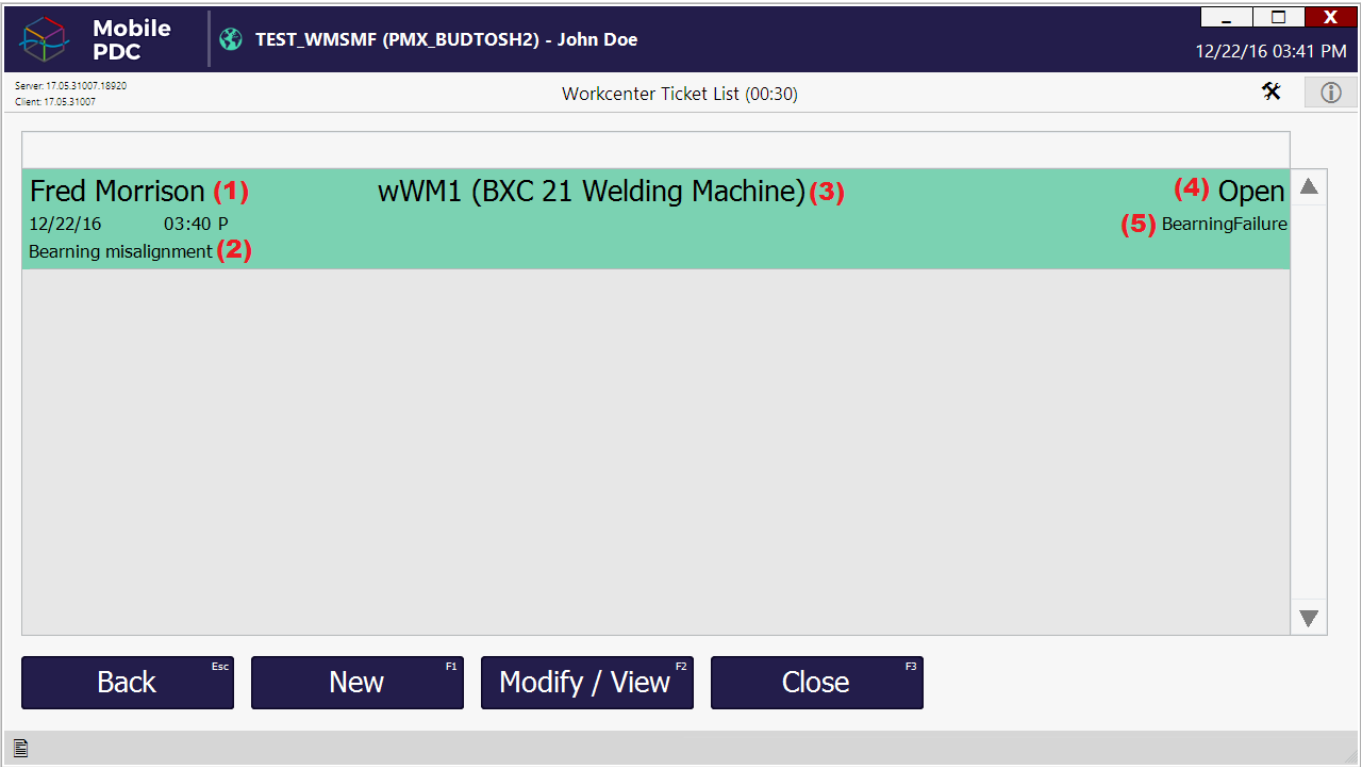 Mobile
PDC
TEST_WMSMF (PMX_BUDTOSH2) - John Doe
X
12/22/16 03:41 PM
Server: 17.05.31007.18920
Client: 17.05.31007
Workcenter Ticket List (00:30)
Fred Morrison (1) wWM1 (BXC 21 Welding Machine) (3) (4) Open
12/22/16 03:40 P (5) BearningFailure
Bearning misalignment (2)
Back Esc New F1 Modify / View F2 Close F3